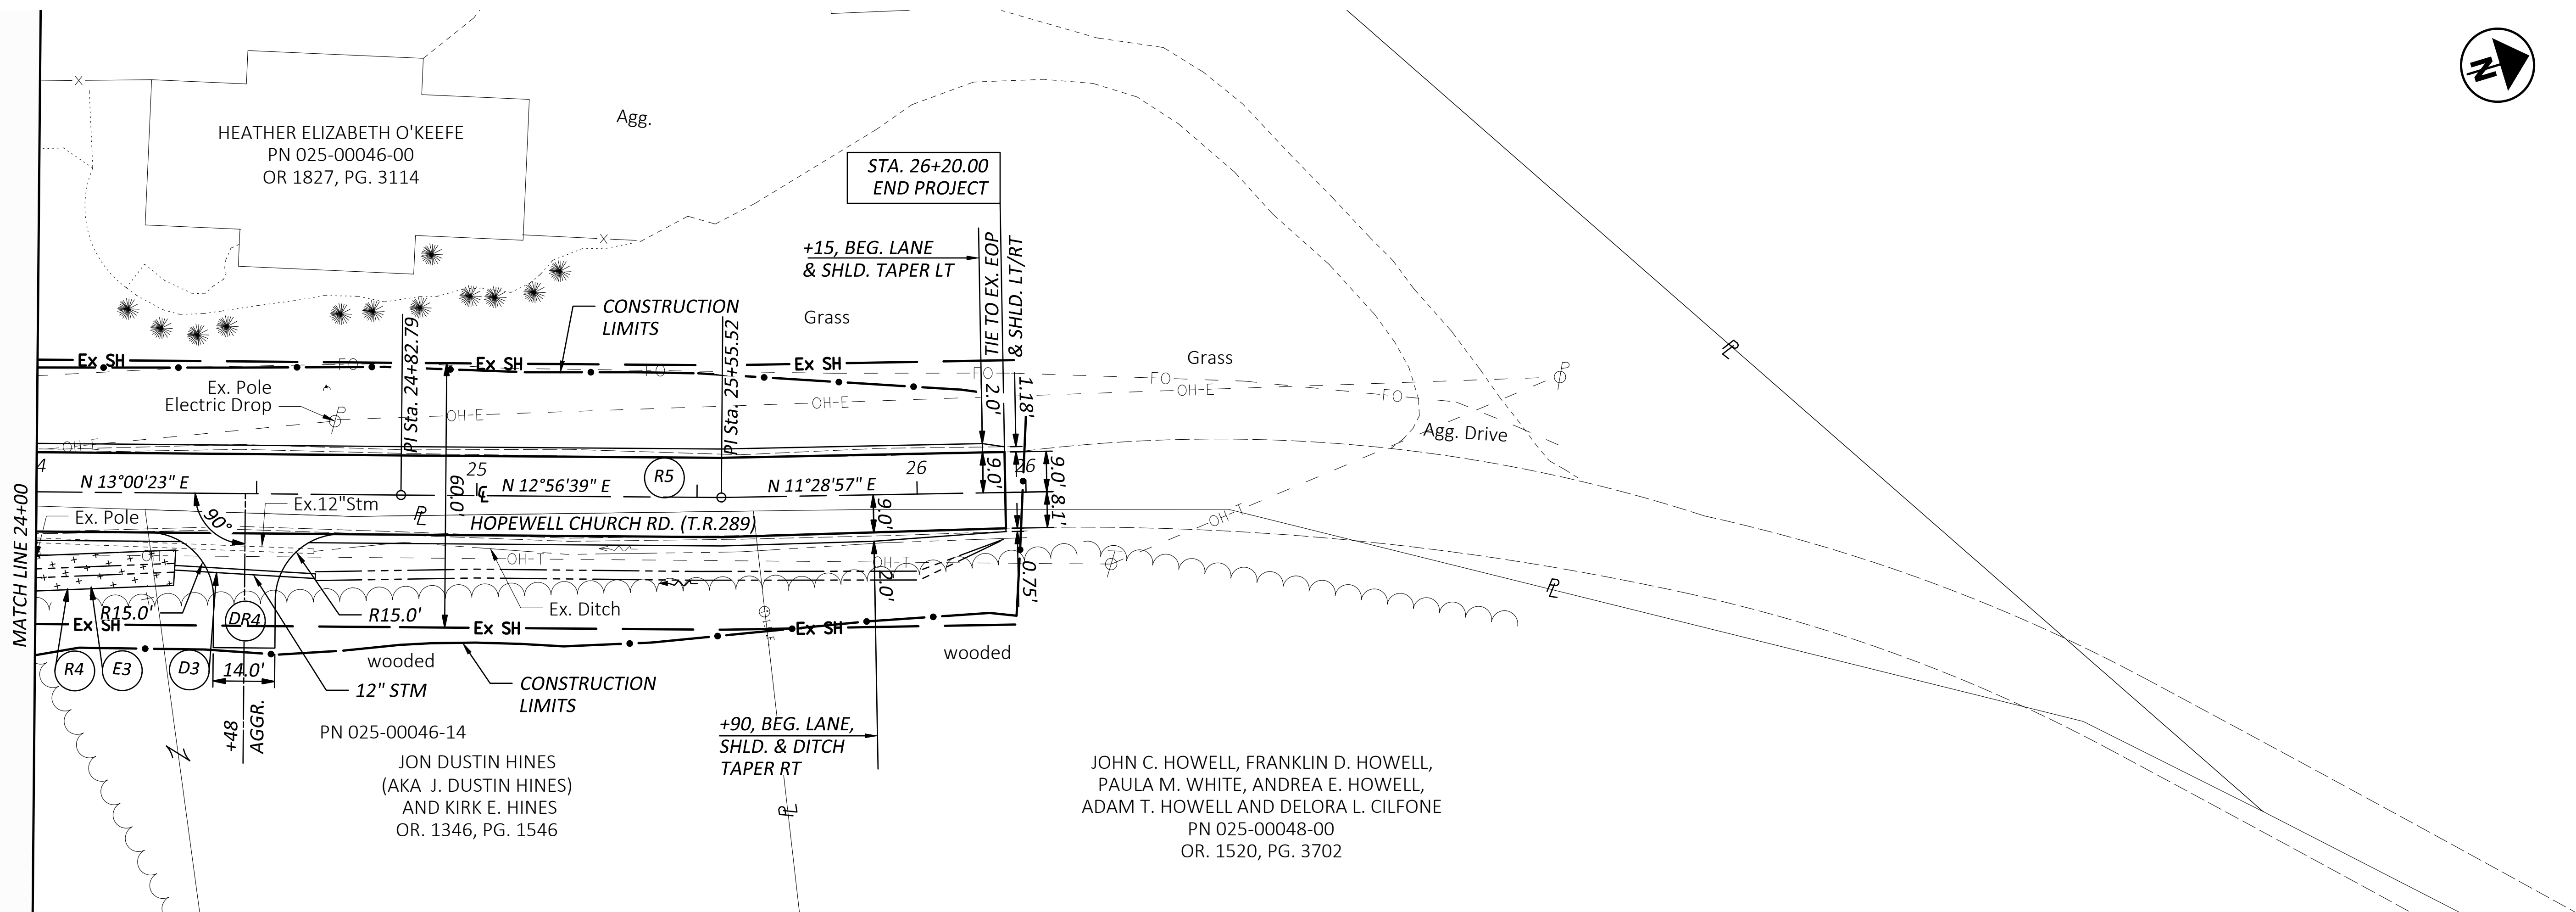 HEATHER ELIZABETH O'KEEFE
PN 025-00046-00
OR 1827, PG. 3114
Agg.
N
STA. 26+20.00
END PROJECT
+15, BEG. LANE
& SHLD. TAPER LT
TIE TO EX. EOP
& SHLD. LT/RT
CONSTRUCTION
LIMITS
Grass
PI Sta. 24+82.79
PI Sta. 25+55.52
Ex SH
Ex SH
Ex SH
FO
FO
FO
FO
FO
Grass
Ex. Pole
Electric Drop
OH-E
OH-E
OH-E
OH-E
2.0'
1.18'
Agg. Drive
4
25
26
26
R5
9.0'
9.0'
8.1'
N 13°00'23" E
N 12°56'39" E
N 11°28'57" E
60.0'
9.0'
MATCH LINE 24+00
Ex. Pole
90°
Ex.12"Stm
HOPEWELL CHURCH RD. (T.R.289)
OH-T
OH-T
OH-T
OH-E
2.0'
0.75'
R15.0'
R15.0'
DR4
Ex. Ditch
Ex SH
Ex SH
Ex SH
R4
E3
D3
14.0'
wooded
wooded
12" STM
CONSTRUCTION
LIMITS
+48
AGGR.
PN 025-00046-14
JON DUSTIN HINES
(AKA J. DUSTIN HINES)
AND KIRK E. HINES
OR. 1346, PG. 1546
+90, BEG. LANE,
SHLD. & DITCH
TAPER RT
JOHN C. HOWELL, FRANKLIN D. HOWELL,
PAULA M. WHITE, ANDREA E. HOWELL,
ADAM T. HOWELL AND DELORA L. CILFONE
PN 025-00048-00
OR. 1520, PG. 3702